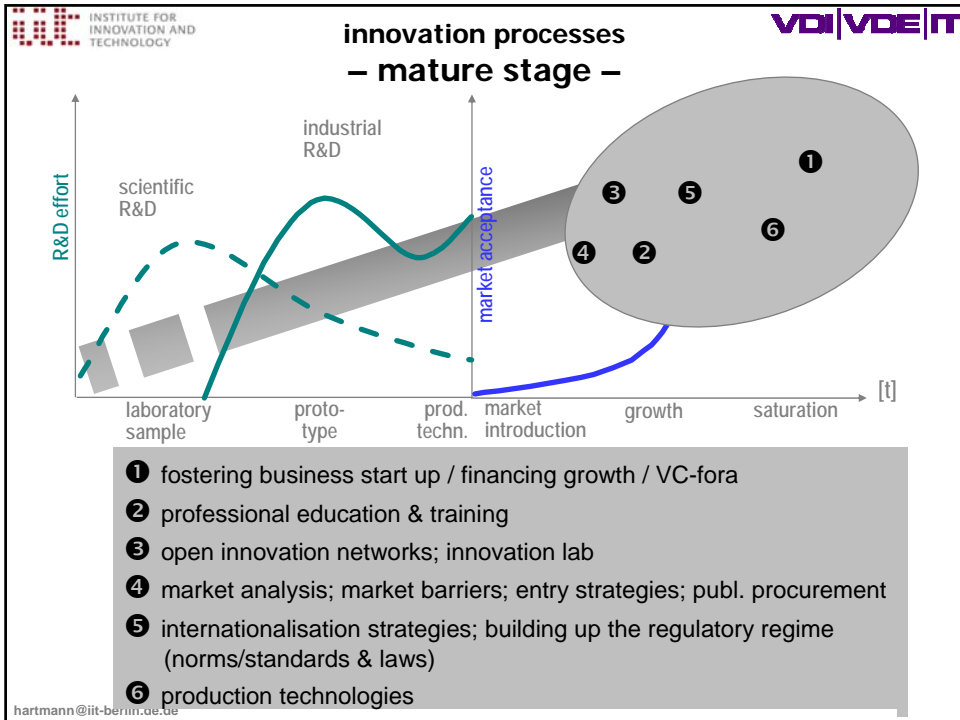 INSTITUTE FOR
INNOVATION AND
TECHNOLOGY
VDI|VDE|IT
innovation processes
– mature stage –
R&D effort
scientific
R&D
industrial
R&D
market acceptance
❶
❸
❺
❻
❹
❷
[t]
laboratory
sample
proto-
type
prod.
techn.
market
introduction
growth
saturation
❶ fostering business start up / financing growth / VC-fora
❷ professional education & training
❸ open innovation networks; innovation lab
❹ market analysis; market barriers; entry strategies; publ. procurement
❺ internationalisation strategies; building up the regulatory regime
(norms/standards & laws)
❻ production technologies
hartmann@iit-berlin.de.de